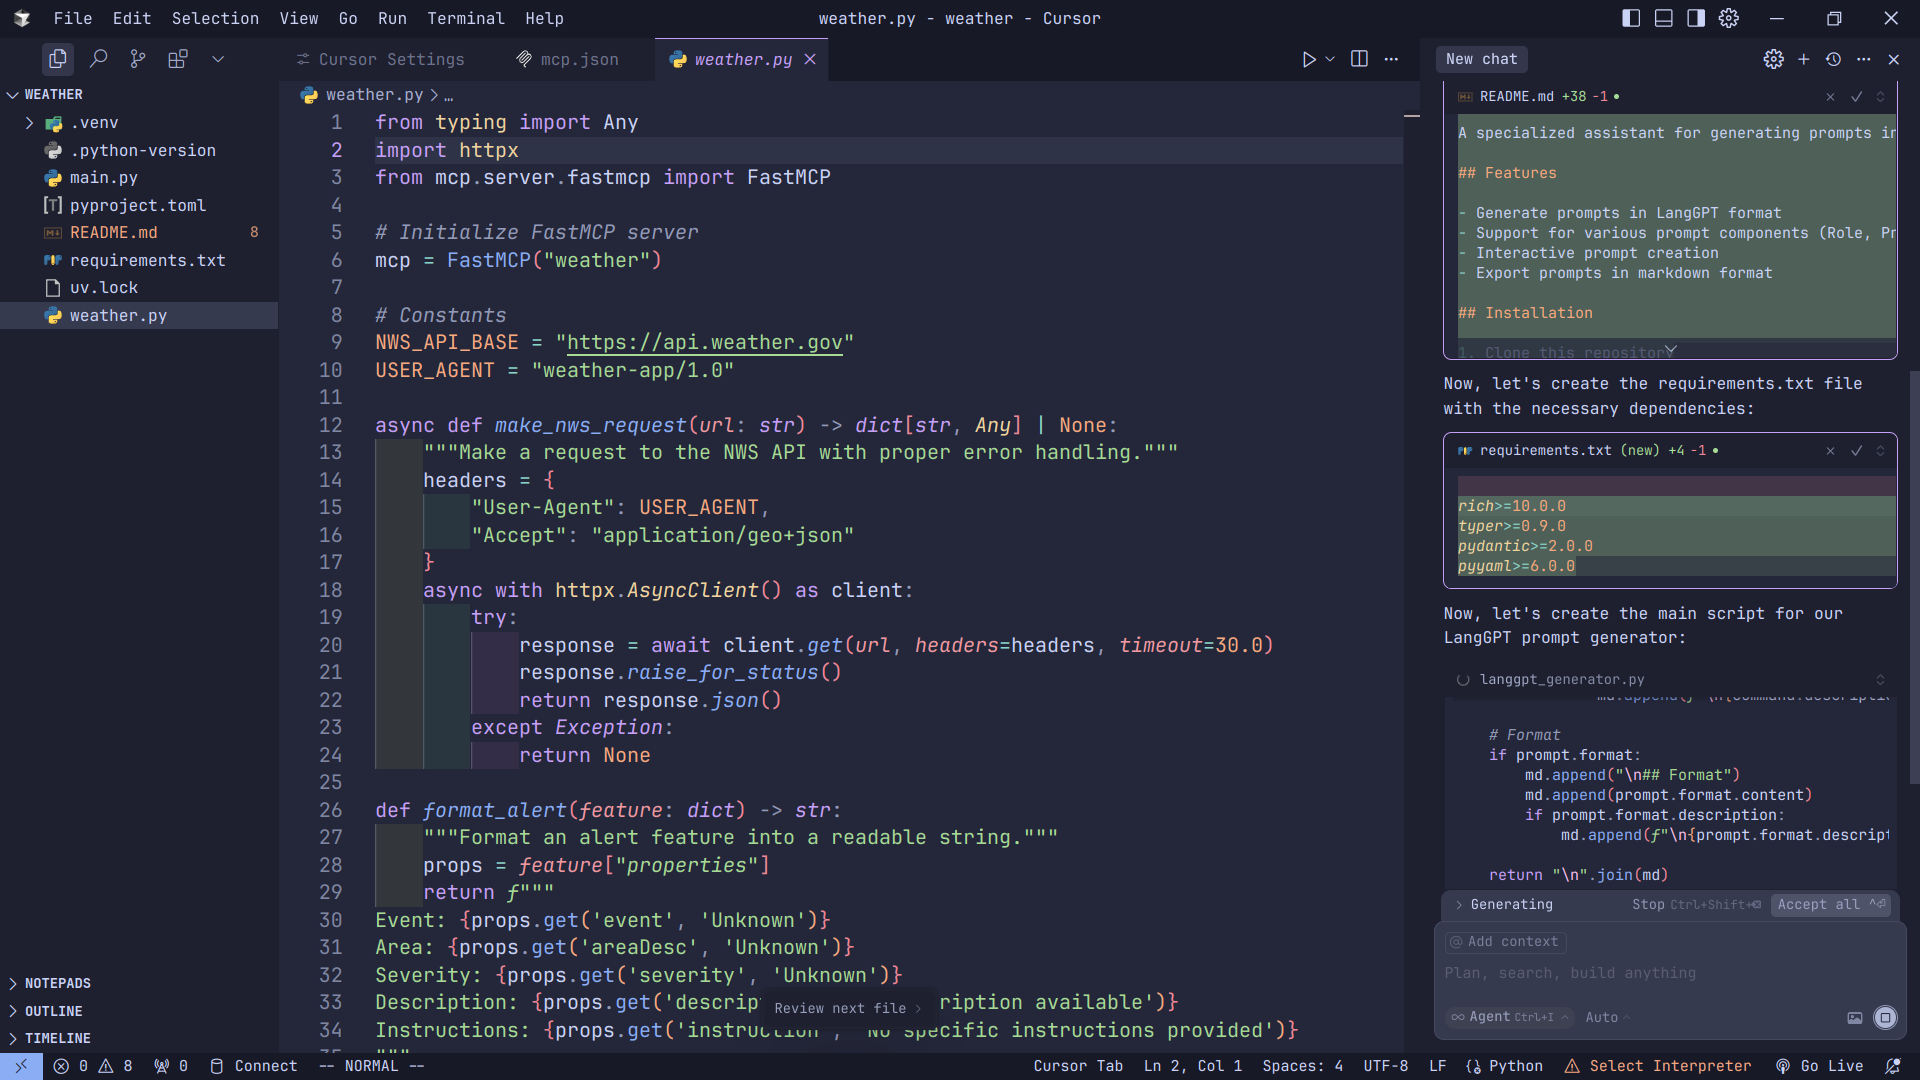 File Edit Selection View Go Run Terminal Help
weather.py - weather - Cursor
Cursor Settings
mcp.json
weather.py
New chat
WEATHER
.venv
.python-version
main.py
pyproject.toml
README.md 8
requirements.txt
uv.lock
weather.py
NOTEPADS
OUTLINE
TIMELINE
weather.py > …
1 from typing import Any
2 import httpx
3 from mcp.server.fastmcp import FastMCP
4
5 # Initialize FastMCP server
6 mcp = FastMCP("weather")
7
8 # Constants
9 NWS_API_BASE = "https://api.weather.gov"
10 USER_AGENT = "weather-app/1.0"
11
12 async def make_nws_request(url: str) -> dict[str, Any] | None:
13 """Make a request to the NWS API with proper error handling."""
14 headers = {
15 "User-Agent": USER_AGENT,
16 "Accept": "application/geo+json"
17 }
18 async with httpx.AsyncClient() as client:
19 try:
20 response = await client.get(url, headers=headers, timeout=30.0)
21 response.raise_for_status()
22 return response.json()
23 except Exception:
24 return None
25
26 def format_alert(feature: dict) -> str:
27 """Format an alert feature into a readable string."""
28 props = feature["properties"]
29 return f"""
30 Event: {props.get('event', 'Unknown')}
31 Area: {props.get('areaDesc', 'Unknown')}
32 Severity: {props.get('severity', 'Unknown')}
33 Description: {props.get('descript ription available')}
34 Instructions: {props.get('instruction', 'No specific instructions provided')}
"""
Review next file >
README.md +38 -1 •
A specialized assistant for generating prompts in
## Features
- Generate prompts in LangGPT format
- Support for various prompt components (Role, Pr
- Interactive prompt creation
- Export prompts in markdown format
## Installation
1. Clone this repository
Now, let's create the requirements.txt file
with the necessary dependencies:
requirements.txt (new) +4 -1 •
rich>=10.0.0
typer>=0.9.0
pydantic>=2.0.0
pyyaml>=6.0.0
Now, let's create the main script for our
LangGPT prompt generator:
langgpt_generator.py
# Format
if prompt.format:
md.append("\n## Format")
md.append(prompt.format.content)
if prompt.format.description:
md.append(f"\n{prompt.format.descript
return "\n".join(md)
> Generating Stop Ctrl+Shift+⌫ Accept all ^⏎
@ Add context
Plan, search, build anything
∞ Agent Ctrl+I ^ Auto ^
0 8 0 Connect -- NORMAL -- Cursor Tab Ln 2, Col 1 Spaces: 4 UTF-8 LF Python Select Interpreter Go Live